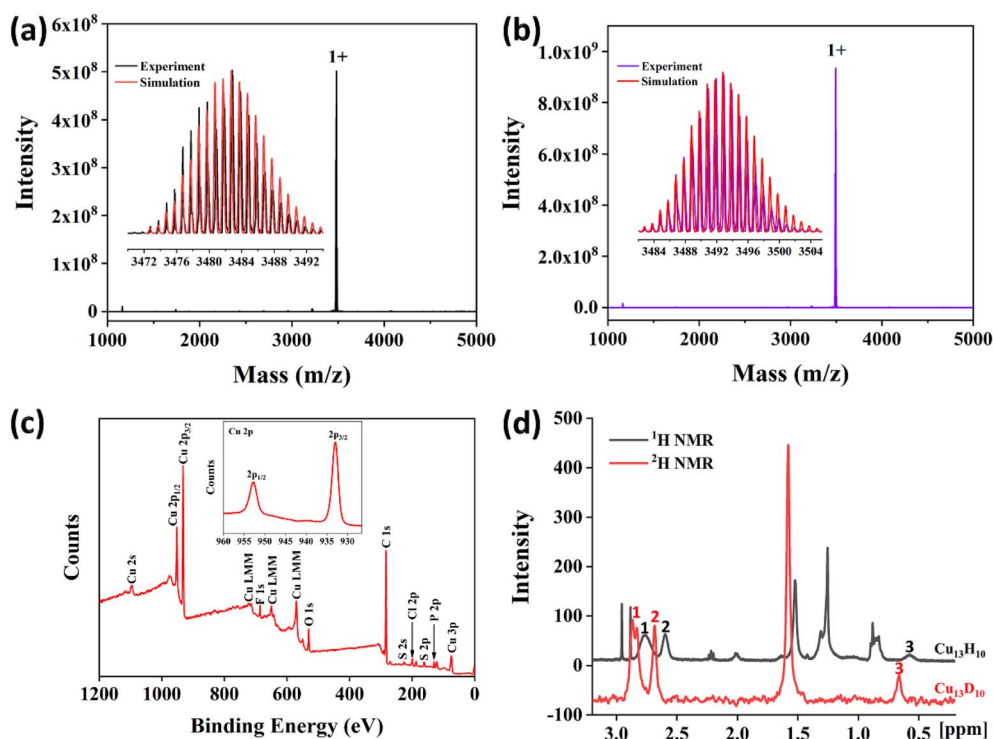 (a)
6x10⁸
5x10⁸
4x10⁸
3x10⁸
2x10⁸
1x10⁸
0
Intensity
1+
Experiment
Simulation
3472 3476 3480 3484 3488 3492
1000 2000 3000 4000 5000
Mass (m/z)
(b)
1.0x10⁹
8.0x10⁸
6.0x10⁸
4.0x10⁸
2.0x10⁸
0.0
Intensity
1+
Experiment
Simulation
3484 3488 3492 3496 3500 3504
1000 2000 3000 4000 5000
Mass (m/z)
(c)
Counts
Cu 2s
Cu 2p₁/₂
Cu 2p₃/₂
Cu LMM
F 1s
Cu LMM
Cu LMM
O 1s
C 1s
S 2s
Cl 2p
S 2p
P 2p
Cu 3p
Cu 2p
2p₃/₂
2p₁/₂
Counts
960 955 950 945 940 935 930
1200 1000 800 600 400 200 0
Binding Energy (eV)
(d)
500
400
300
200
100
0
-100
Intensity
¹H NMR
²H NMR
1 2
1 2
3
Cu₁₃H₁₀
3
Cu₁₃D₁₀
3.0 2.5 2.0 1.5 1.0 0.5 [ppm]